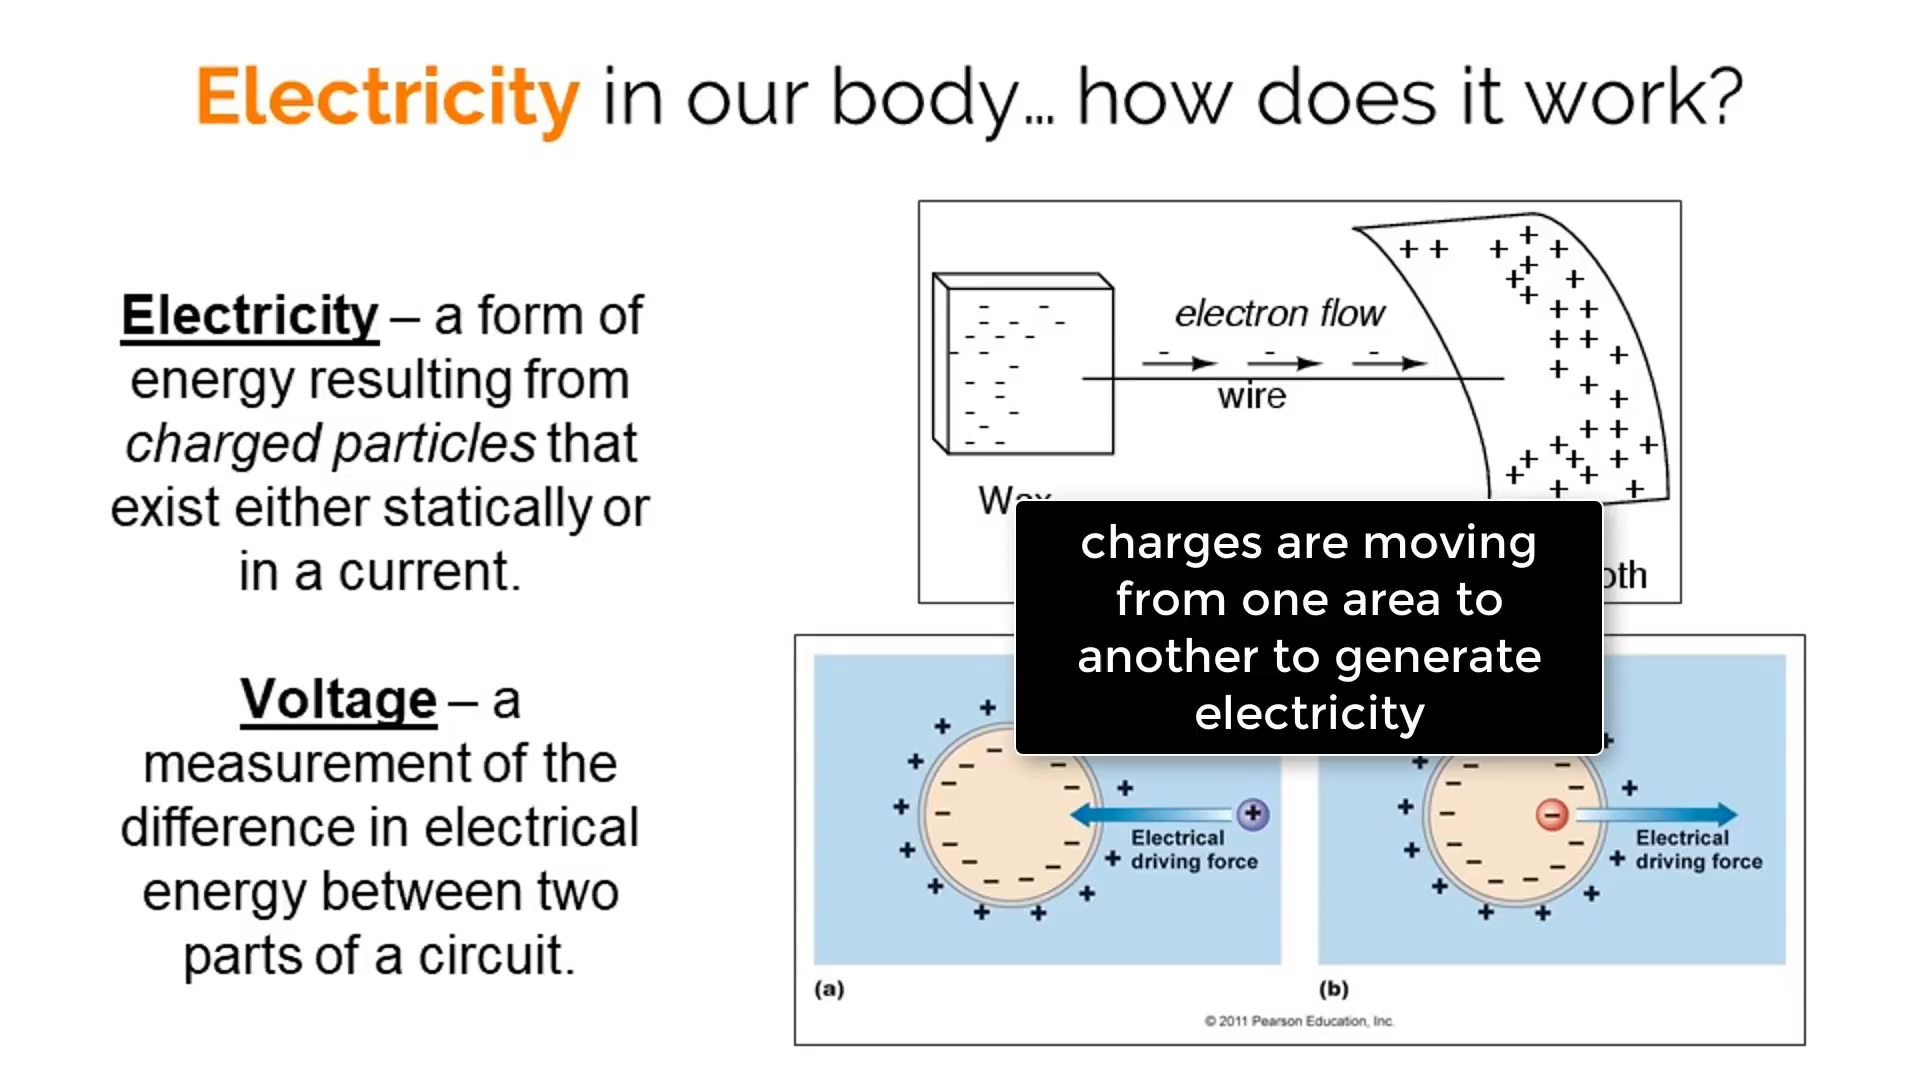 Electricity in our body... how does it work?
Electricity – a form of
energy resulting from
charged particles that
exist either statically or
in a current.
Voltage – a
measurement of the
difference in electrical
energy between two
parts of a circuit.
electron flow
wire
charges are moving
from one area to
another to generate
electricity
Electrical
driving force
(a)
Electrical
driving force
(b)
© 2011 Pearson Education, Inc.